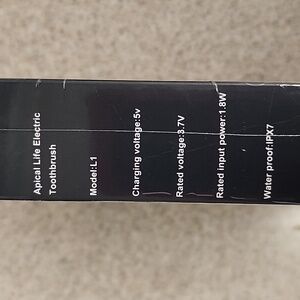 Apical Life Electric
Toothbrush
Model:L1
Charging voltage:5v
Rated voltage:3.7V
Rated input power:1.8W
Water proof:IPX7